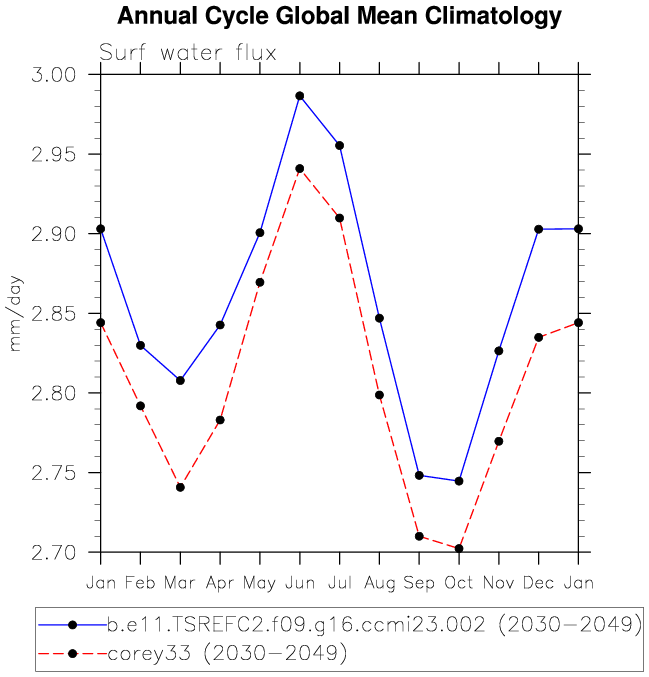 Annual Cycle Global Mean Climatology
Surf water flux
3.00
2.95
2.90
2.85
2.80
2.75
2.70
mm/day
Jan Feb Mar Apr May Jun Jul Aug Sep Oct Nov Dec Jan
b.e11.TSREFC2.f09.g16.ccmi23.002 (2030-2049)
corey33 (2030-2049)